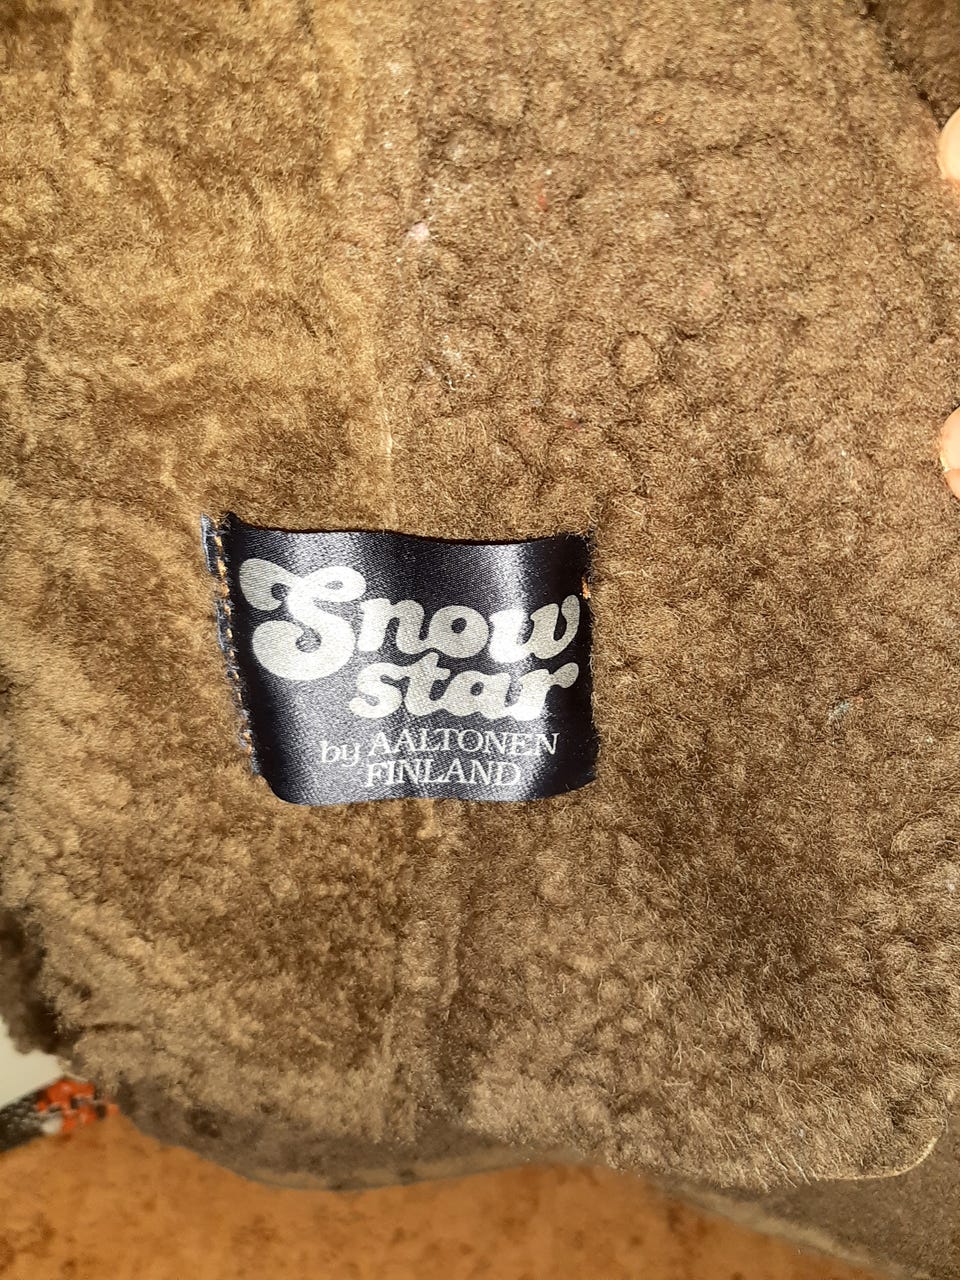 Snow
star
by AALTONEN
FINLAND